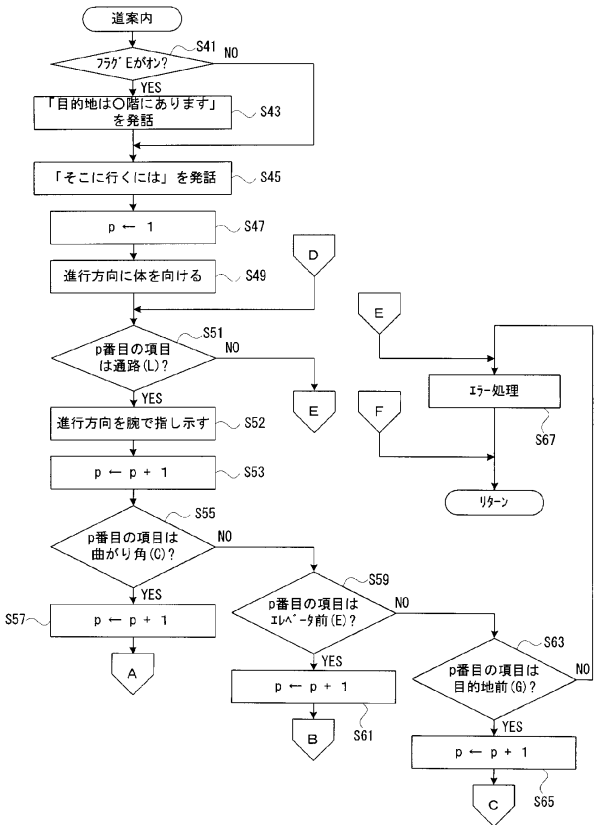 道案内
S41
ﾌﾗｸﾞEがｵﾝ?
NO
YES
「目的地は〇階にあります」
を発話
S43
「そこに行くには」を発話
S45
p ← 1
S47
進行方向に体を向ける
S49
D
S51
p番目の項目
は通路(L)?
NO
E
YES
進行方向を腕で指し示す
S52
p ← p + 1
S53
S55
p番目の項目は
曲がり角(C)?
NO
YES
S57
p ← p + 1
A
S59
p番目の項目は
ｴﾚﾍﾞｰﾀ前(E)?
NO
YES
p ← p + 1
S61
B
S63
p番目の項目は
目的地前(G)?
NO
YES
p ← p + 1
S65
C
E
ｴﾗｰ処理
S67
F
ﾘﾀｰﾝ